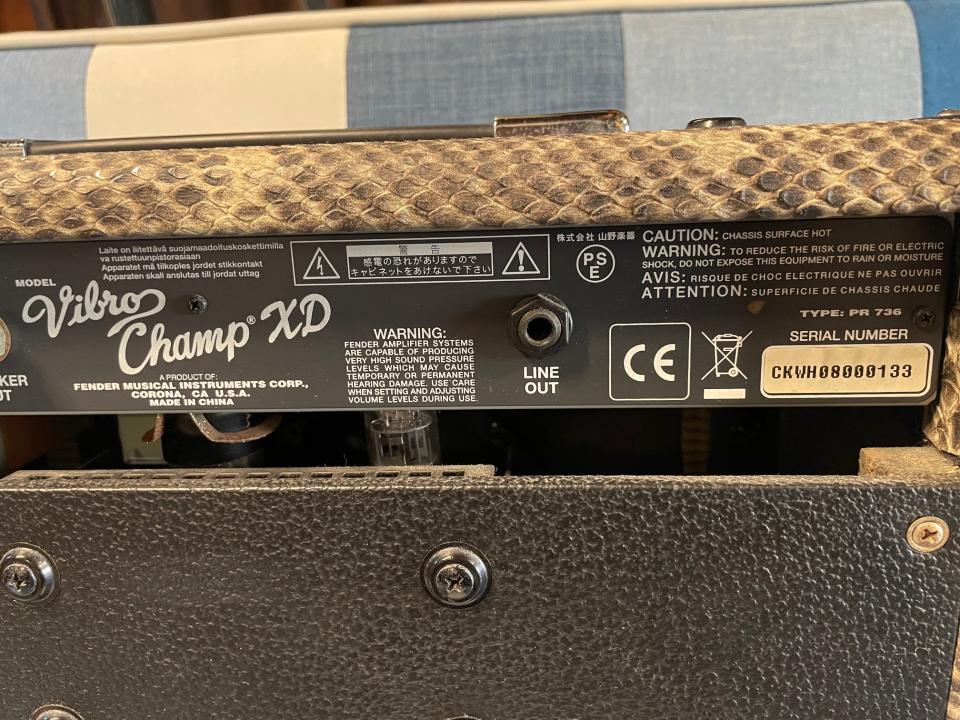 Laite on liitettävä suojamaadoituskoskettimilla
va rustettuunpistorasiaan
Apparatet må tilkoples jordet stikkontakt
Apparaten skall anslutas till jordat uttag
MODEL
Vibro
Champ® XD
A PRODUCT OF:
FENDER MUSICAL INSTRUMENTS CORP.,
CORONA, CA U.S.A.
MADE IN CHINA
警 告
感電の恐れがありますので
キャビネットをあけないで下さい
WARNING:
FENDER AMPLIFIER SYSTEMS
ARE CAPABLE OF PRODUCING
VERY HIGH SOUND PRESSURE
LEVELS WHICH MAY CAUSE
TEMPORARY OR PERMANENT
HEARING DAMAGE. USE CARE
WHEN SETTING AND ADJUSTING
VOLUME LEVELS DURING USE.
LINE
OUT
株式会社 山野楽器
PS
E
CAUTION: CHASSIS SURFACE HOT
WARNING: TO REDUCE THE RISK OF FIRE OR ELECTRIC
SHOCK, DO NOT EXPOSE THIS EQUIPMENT TO RAIN OR MOISTURE
AVIS: RISQUE DE CHOC ELECTRIQUE NE PAS OUVRIR
ATTENTION: SUPERFICIE DE CHASSIS CHAUDE
TYPE: PR 736
CE
SERIAL NUMBER
CKWH08000133